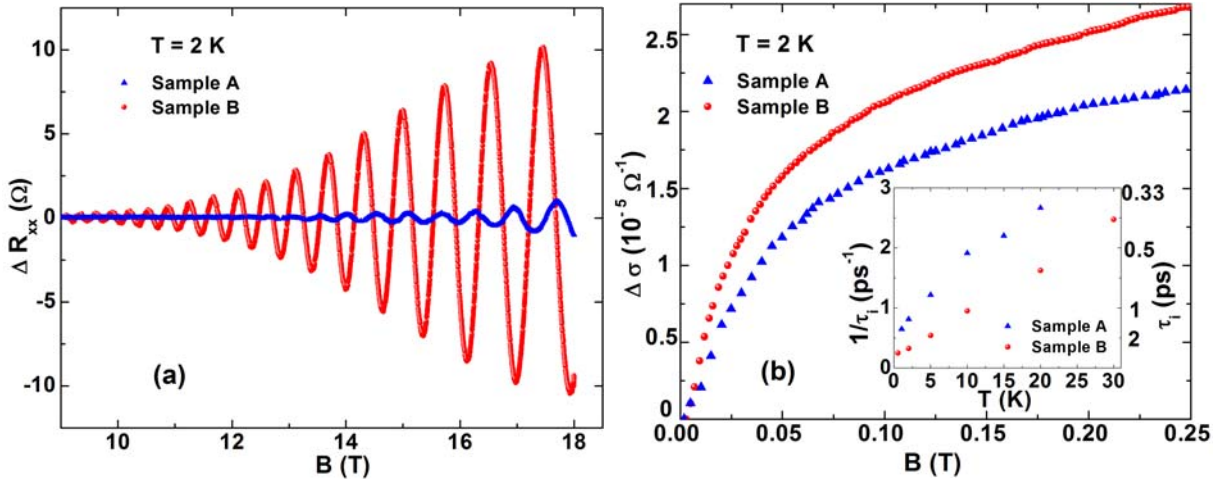 10
5
0
-5
-10
Δ R_xx (Ω)
T = 2 K
Sample A
Sample B
(a)
10 12 14 16 18
B (T)
2.5
2
1.5
1
0.5
0
Δ σ (10^-5 Ω^-1)
T = 2 K
Sample A
Sample B
3
2
1
0
1/τ_i (ps^-1)
0.33
0.5
1
2
τ_i (ps)
Sample A
Sample B
5 10 15 20 25 30
T (K)
(b)
0.00 0.05 0.10 0.15 0.20 0.25
B (T)